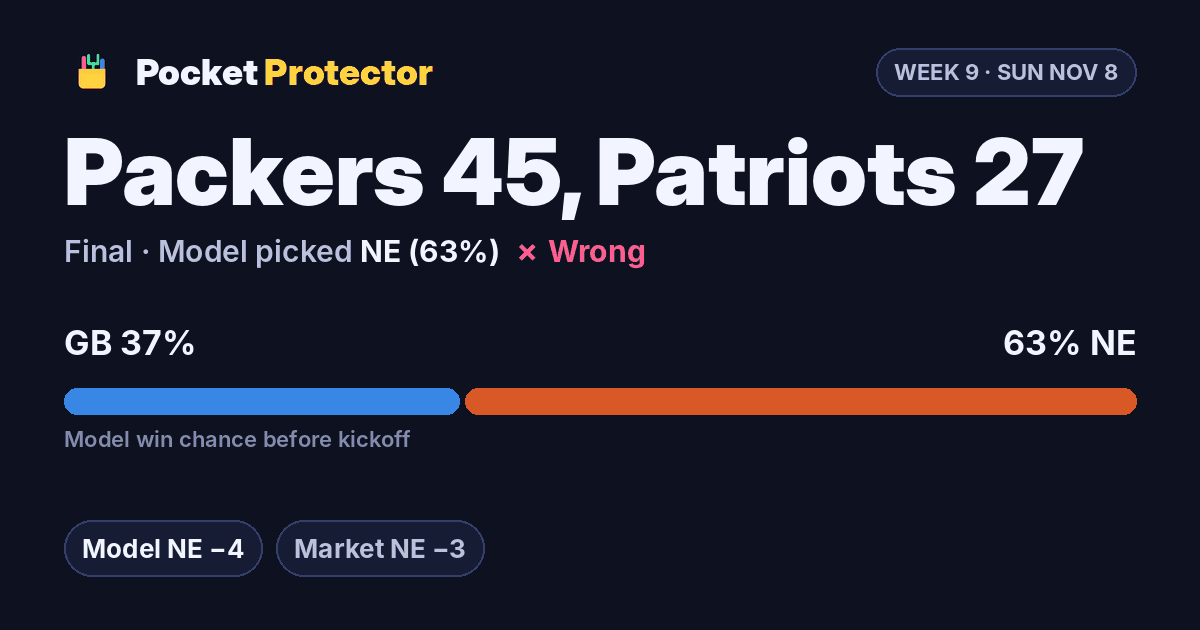 Pocket Protector
WEEK 9 · SUN NOV 8
Packers 45, Patriots 27
Final · Model picked NE (63%) × Wrong
GB 37%
63% NE
Model win chance before kickoff
Model NE −4
Market NE −3